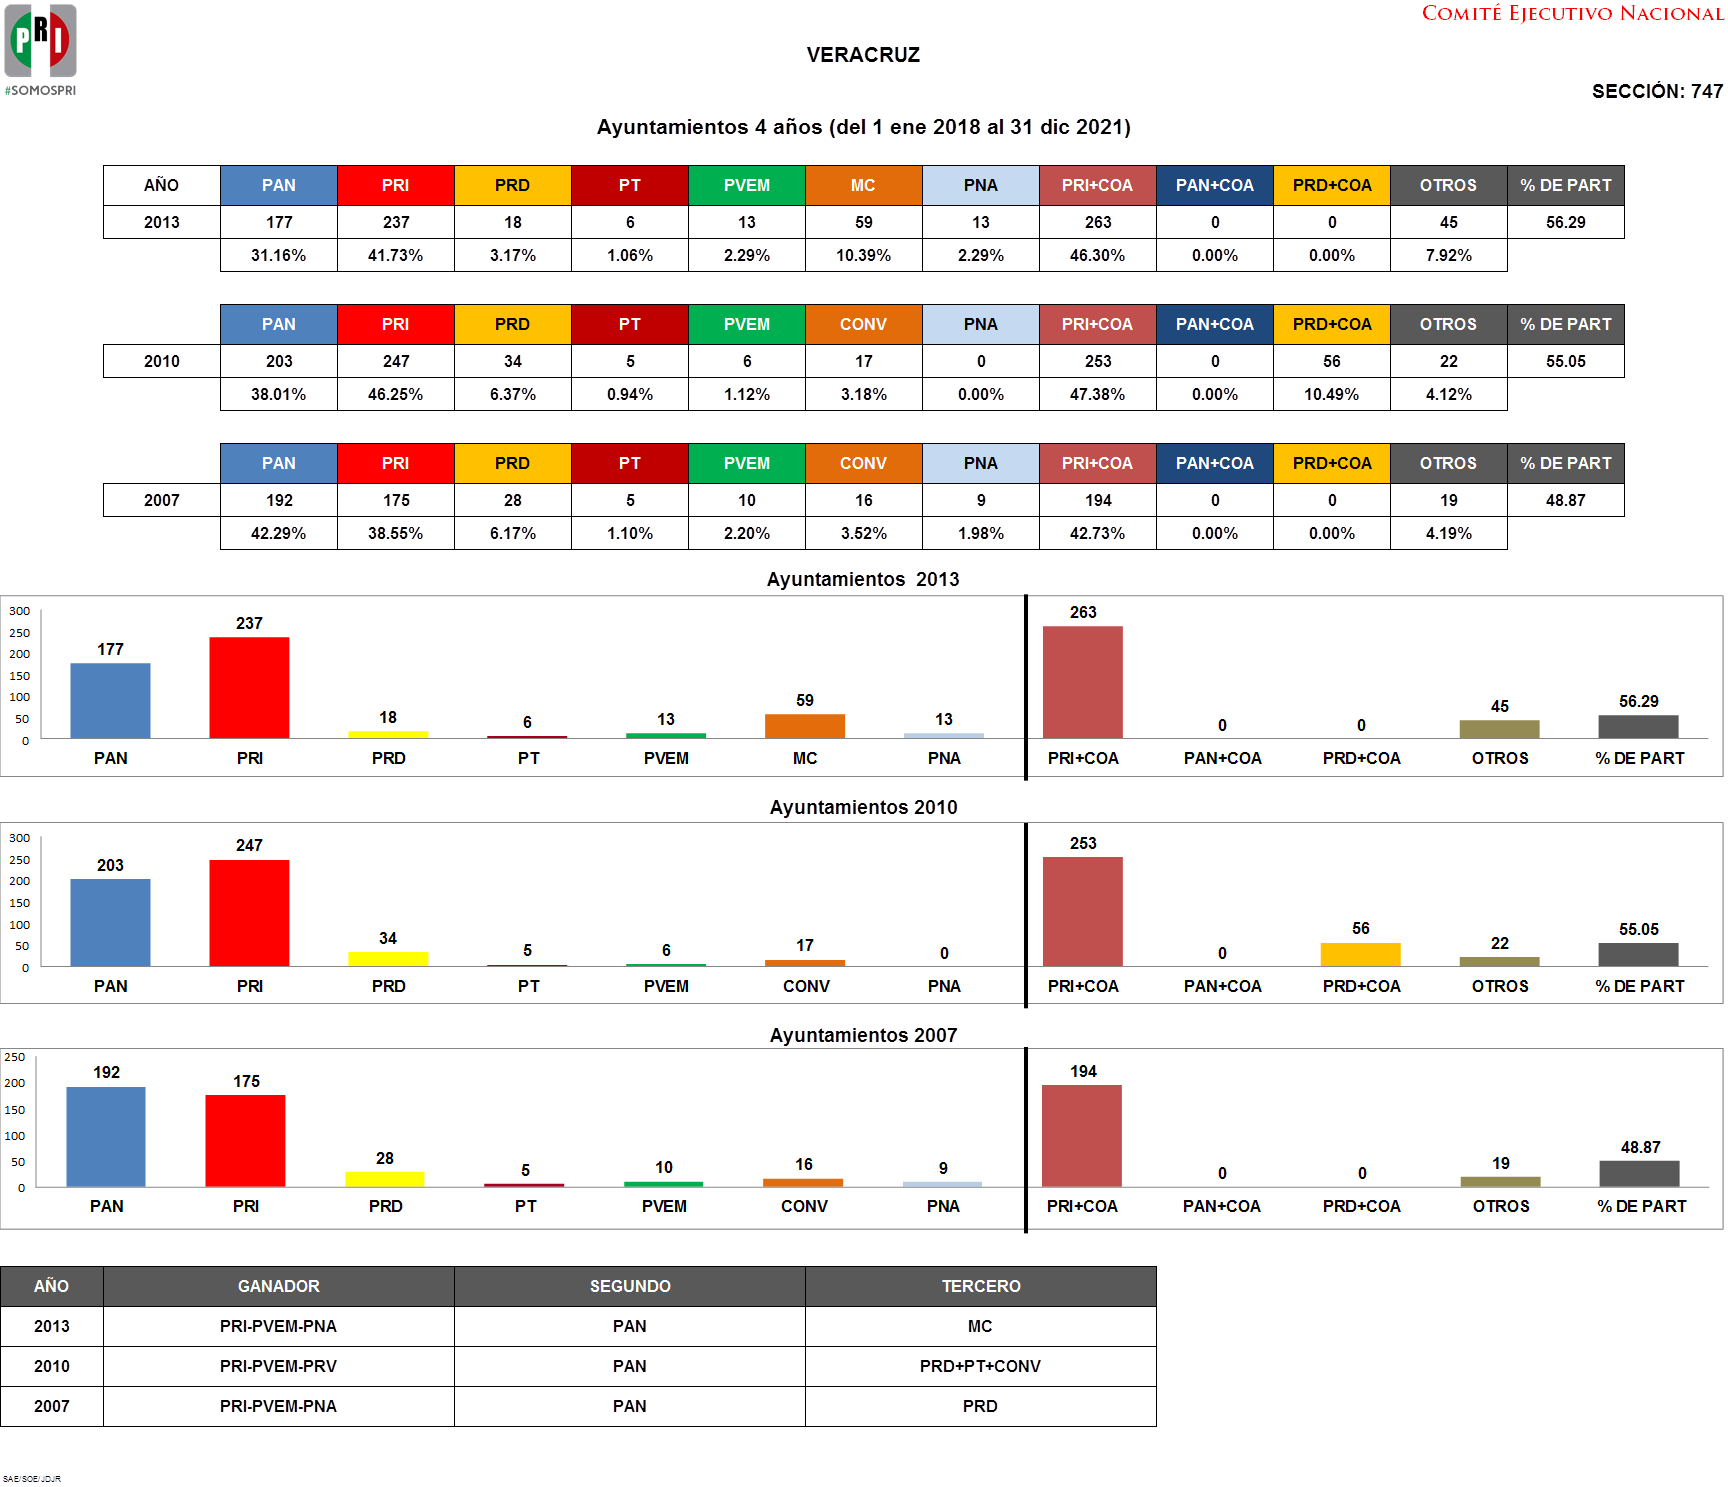 COMITÉ EJECUTIVO NACIONAL
PRI
#SOMOSPRI
VERACRUZ
SECCIÓN: 747
Ayuntamientos 4 años (del 1 ene 2018 al 31 dic 2021)
AÑO PAN PRI PRD PT PVEM MC PNA PRI+COA PAN+COA PRD+COA OTROS % DE PART
2013 177 237 18 6 13 59 13 263 0 0 45 56.29
31.16% 41.73% 3.17% 1.06% 2.29% 10.39% 2.29% 46.30% 0.00% 0.00% 7.92%
PAN PRI PRD PT PVEM CONV PNA PRI+COA PAN+COA PRD+COA OTROS % DE PART
2010 203 247 34 5 6 17 0 253 0 56 22 55.05
38.01% 46.25% 6.37% 0.94% 1.12% 3.18% 0.00% 47.38% 0.00% 10.49% 4.12%
PAN PRI PRD PT PVEM CONV PNA PRI+COA PAN+COA PRD+COA OTROS % DE PART
2007 192 175 28 5 10 16 9 194 0 0 19 48.87
42.29% 38.55% 6.17% 1.10% 2.20% 3.52% 1.98% 42.73% 0.00% 0.00% 4.19%
Ayuntamientos 2013
300
250
200
150
100
50
0
177 237 18 6 13 59 13 263 0 0 45 56.29
PAN PRI PRD PT PVEM MC PNA PRI+COA PAN+COA PRD+COA OTROS % DE PART
Ayuntamientos 2010
300
250
200
150
100
50
0
203 247 34 5 6 17 0 253 0 56 22 55.05
PAN PRI PRD PT PVEM CONV PNA PRI+COA PAN+COA PRD+COA OTROS % DE PART
Ayuntamientos 2007
250
200
150
100
50
0
192 175 28 5 10 16 9 194 0 0 19 48.87
PAN PRI PRD PT PVEM CONV PNA PRI+COA PAN+COA PRD+COA OTROS % DE PART
AÑO GANADOR SEGUNDO TERCERO
2013 PRI-PVEM-PNA PAN MC
2010 PRI-PVEM-PRV PAN PRD+PT+CONV
2007 PRI-PVEM-PNA PAN PRD
SAE/SOE/JDJR